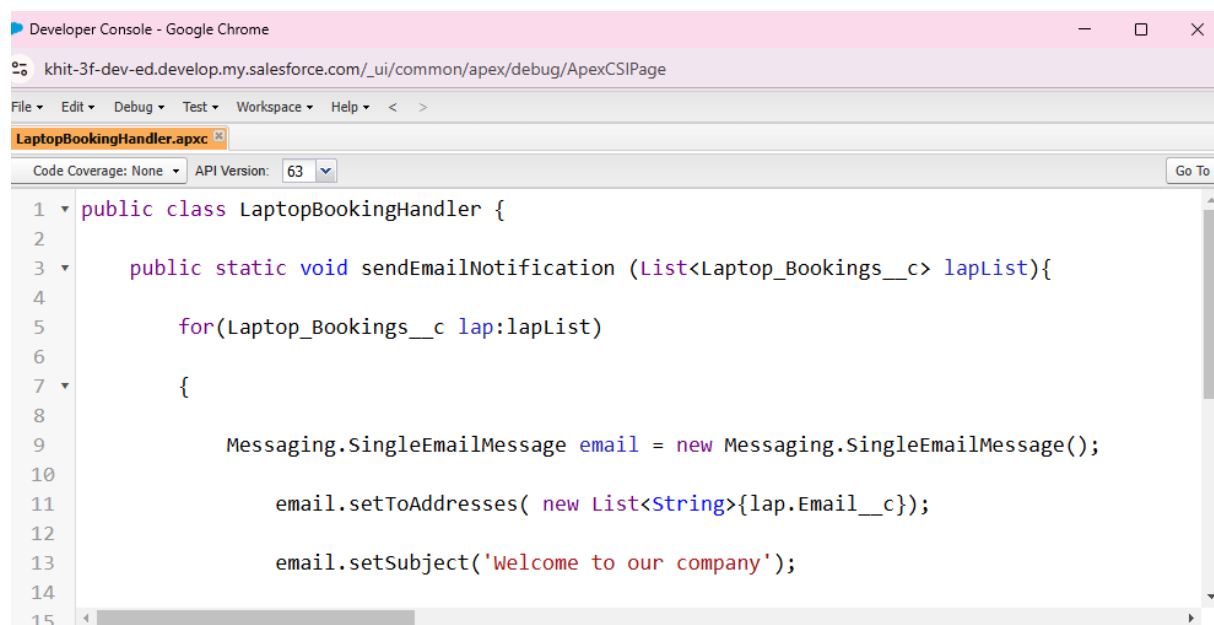 Developer Console - Google Chrome
khit-3f-dev-ed.develop.my.salesforce.com/_ui/common/apex/debug/ApexCSIPage
File Edit Debug Test Workspace Help < >
LaptopBookingHandler.apxc
Code Coverage: None API Version: 63 Go To
1 public class LaptopBookingHandler {
2
3 public static void sendEmailNotification (List<Laptop_Bookings__c> lapList){
4
5 for(Laptop_Bookings__c lap:lapList)
6
7 {
8
9 Messaging.SingleEmailMessage email = new Messaging.SingleEmailMessage();
10
11 email.setToAddresses( new List<String>{lap.Email__c});
12
13 email.setSubject('Welcome to our company');
14
15